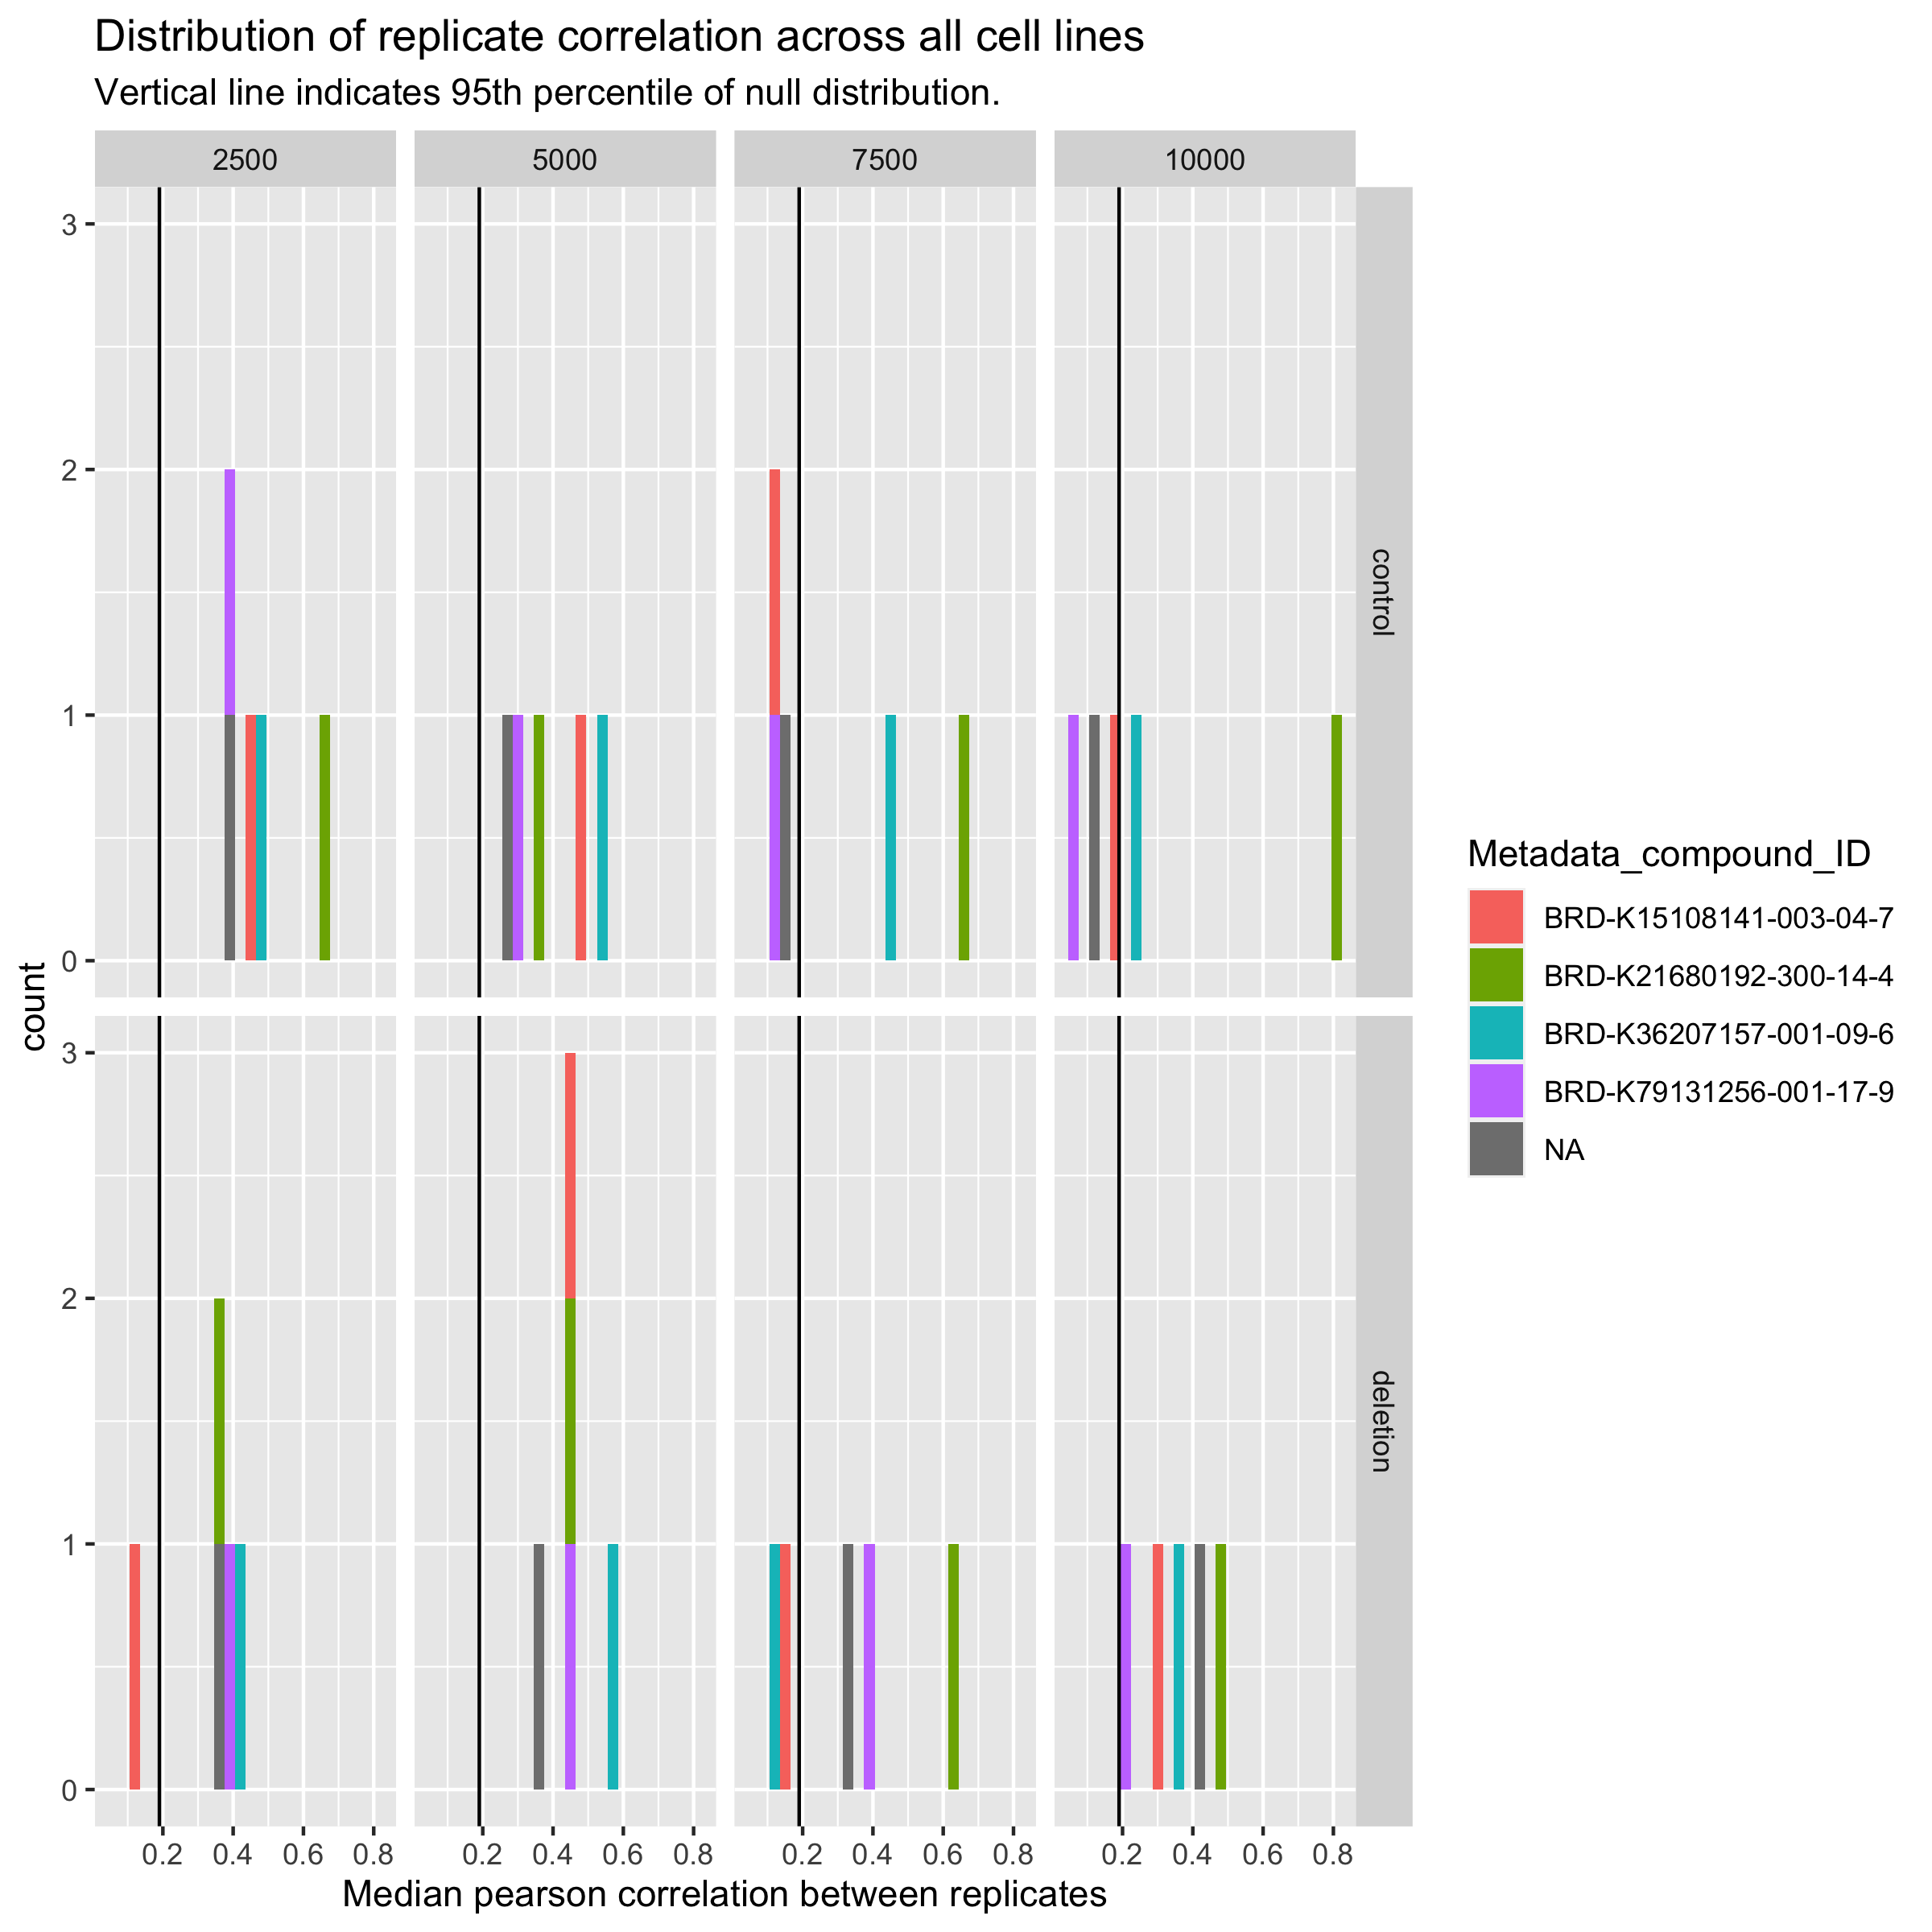 Distribution of replicate correlation across all cell lines
Vertical line indicates 95th percentile of null distribution.
2500 5000 7500 10000
3
2
1
0
control
3
2
1
0
deletion
count
0.2 0.4 0.6 0.8 0.2 0.4 0.6 0.8 0.2 0.4 0.6 0.8 0.2 0.4 0.6 0.8
Median pearson correlation between replicates
Metadata_compound_ID
BRD-K15108141-003-04-7
BRD-K21680192-300-14-4
BRD-K36207157-001-09-6
BRD-K79131256-001-17-9
NA